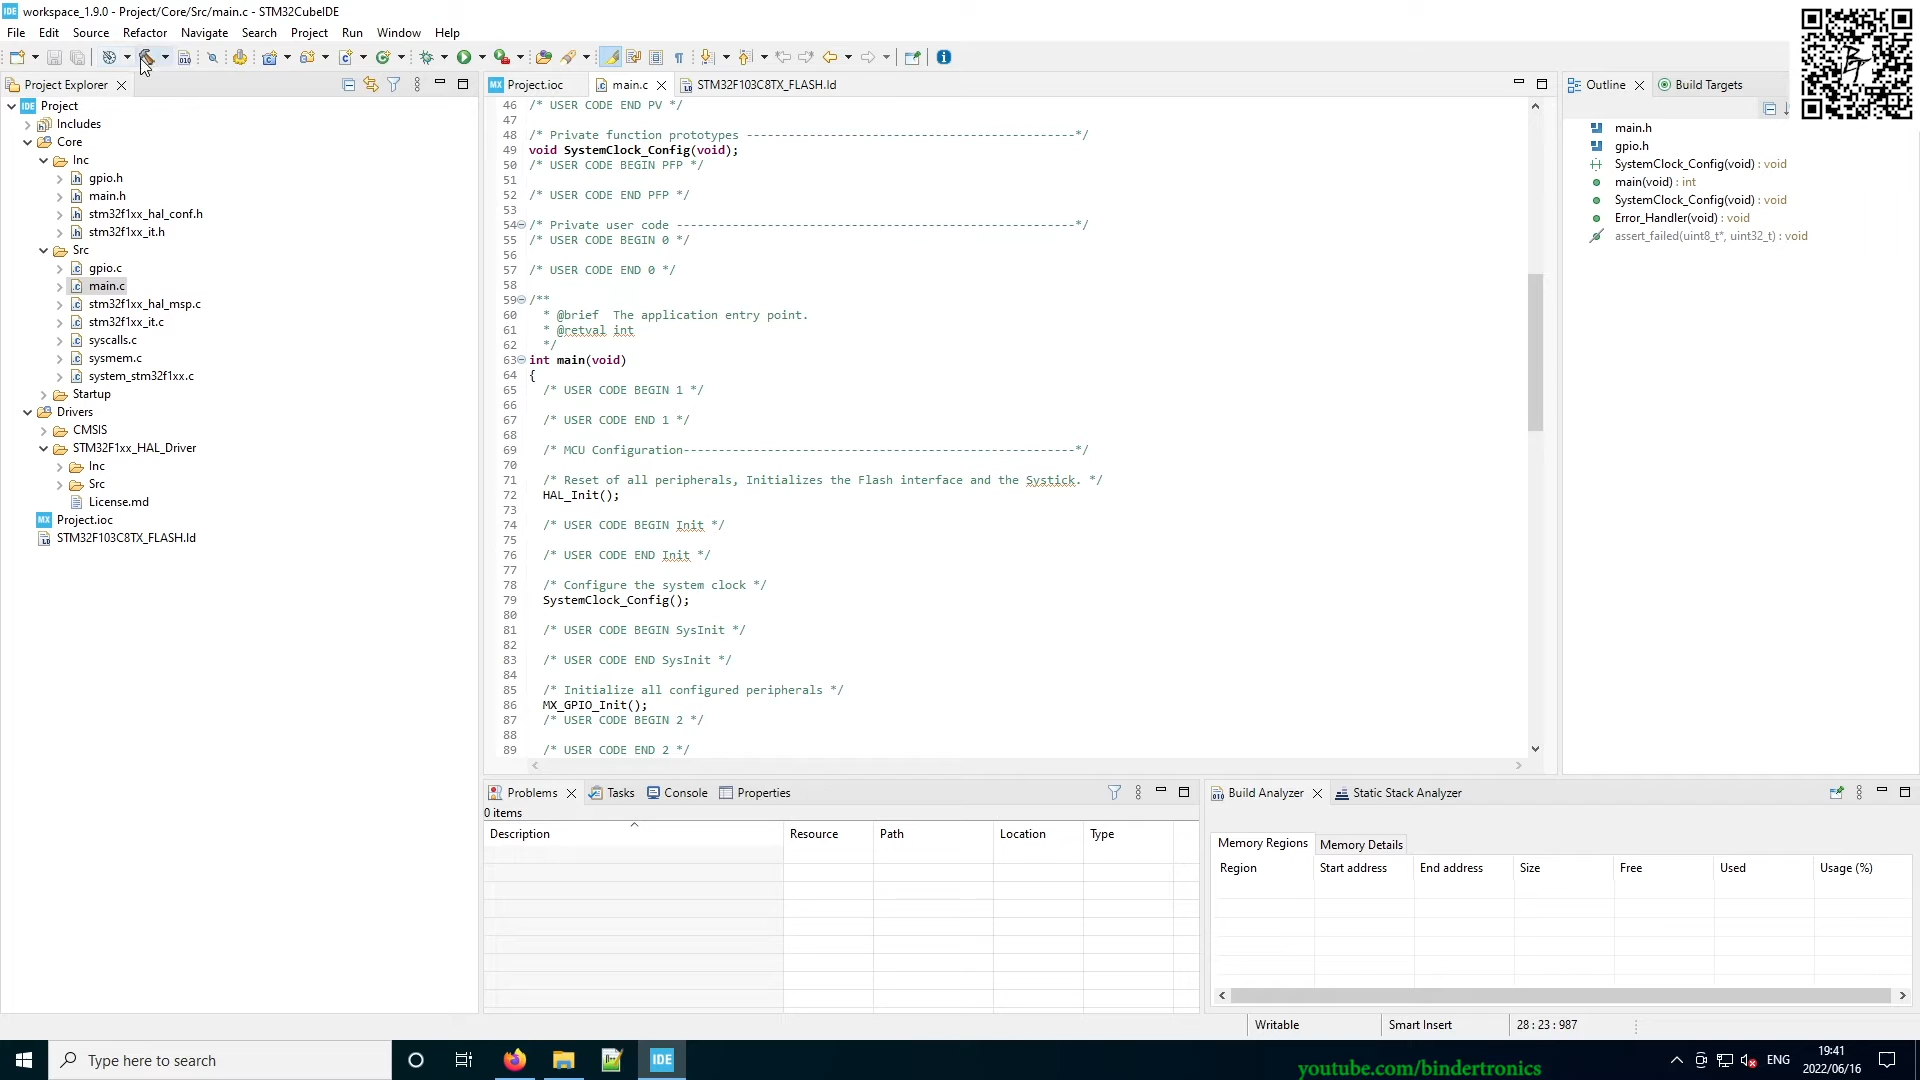 workspace_1.9.0 - Project/Core/Src/main.c - STM32CubeIDE
File Edit Source Refactor Navigate Search Project Run Window Help
Project Explorer
Project
Includes
Core
Inc
gpio.h
main.h
stm32f1xx_hal_conf.h
stm32f1xx_it.h
Src
gpio.c
main.c
stm32f1xx_hal_msp.c
stm32f1xx_it.c
syscalls.c
sysmem.c
system_stm32f1xx.c
Startup
Drivers
CMSIS
STM32F1xx_HAL_Driver
Inc
Src
License.md
Project.ioc
STM32F103C8TX_FLASH.ld
Project.ioc main.c STM32F103C8TX_FLASH.ld
46 /* USER CODE END PV */
47
48 /* Private function prototypes -----------------------------------------------*/
49 void SystemClock_Config(void);
50 /* USER CODE BEGIN PFP */
51
52 /* USER CODE END PFP */
53
54 /* Private user code ---------------------------------------------------------*/
55 /* USER CODE BEGIN 0 */
56
57 /* USER CODE END 0 */
58
59 /**
60 * @brief  The application entry point.
61 * @retval int
62 */
63 int main(void)
64 {
65 /* USER CODE BEGIN 1 */
66
67 /* USER CODE END 1 */
68
69 /* MCU Configuration--------------------------------------------------------*/
70
71 /* Reset of all peripherals, Initializes the Flash interface and the Systick. */
72 HAL_Init();
73
74 /* USER CODE BEGIN Init */
75
76 /* USER CODE END Init */
77
78 /* Configure the system clock */
79 SystemClock_Config();
80
81 /* USER CODE BEGIN SysInit */
82
83 /* USER CODE END SysInit */
84
85 /* Initialize all configured peripherals */
86 MX_GPIO_Init();
87 /* USER CODE BEGIN 2 */
88
89 /* USER CODE END 2 */
Outline Build Targets
main.h
gpio.h
SystemClock_Config(void) : void
main(void) : int
SystemClock_Config(void) : void
Error_Handler(void) : void
assert_failed(uint8_t*, uint32_t) : void
Problems Tasks Console Properties
0 items
Description Resource Path Location Type
Build Analyzer Static Stack Analyzer
Memory Regions Memory Details
Region Start address End address Size Free Used Usage (%)
Writable Smart Insert 28 : 23 : 987
Type here to search
IDE
youtube.com/bindertronics
ENG
19:41
2022/06/16